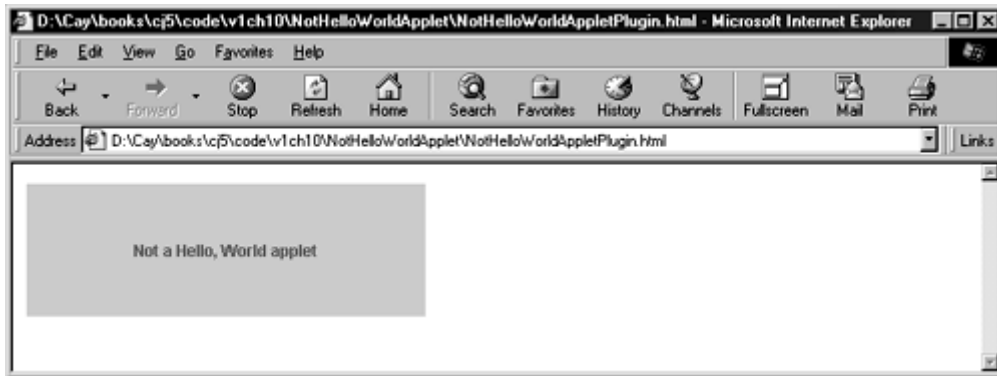 D:\Cay\books\cj5\code\v1ch10\NotHelloWorldApplet\NotHelloWorldAppletPlugin.html - Microsoft Internet Explorer
File Edit View Go Favorites Help
Back Forward Stop Refresh Home Search Favorites History Channels Fullscreen Mail Print
Address D:\Cay\books\cj5\code\v1ch10\NotHelloWorldApplet\NotHelloWorldAppletPlugin.html Links
Not a Hello, World applet